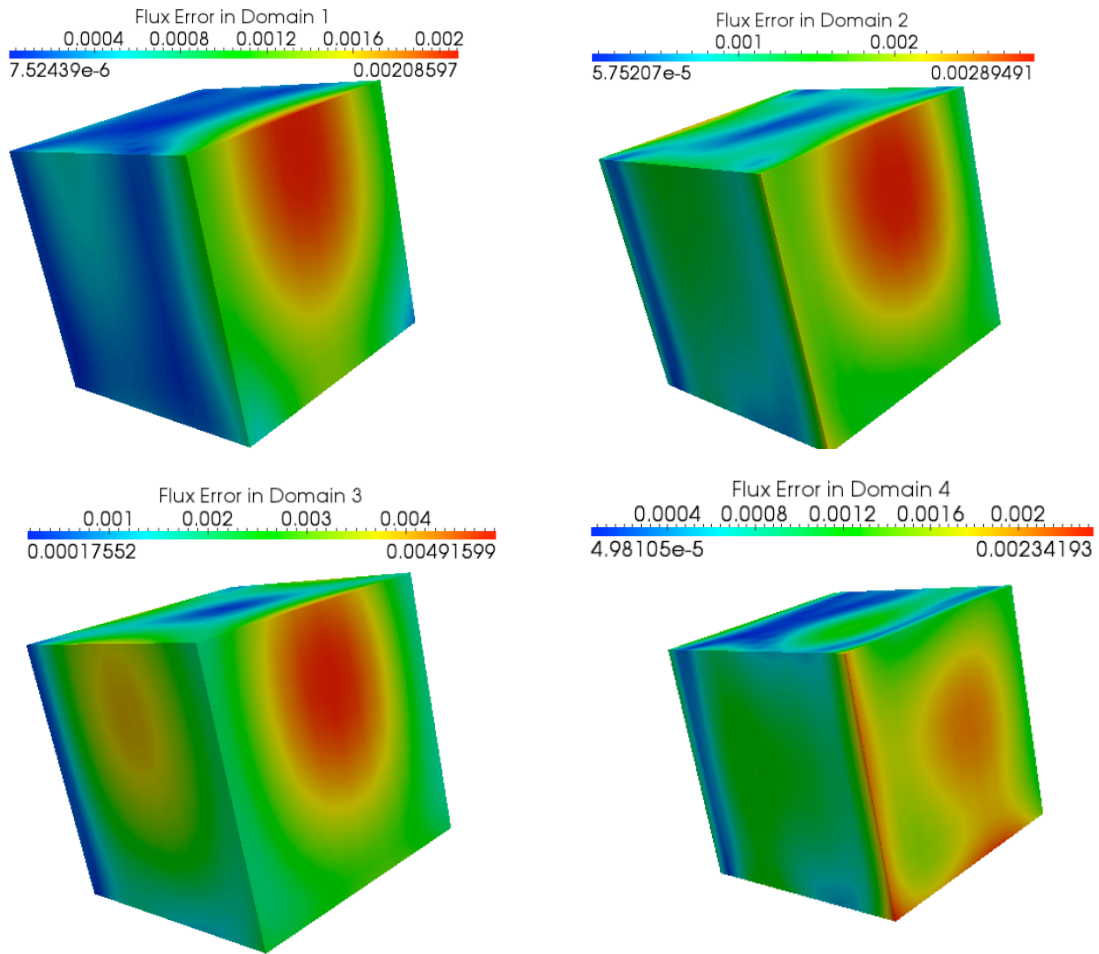 Flux Error in Domain 1
0.0004 0.0008 0.0012 0.0016 0.002
7.52439e-6 0.00208597
Flux Error in Domain 2
0.001 0.002
5.75207e-5 0.00289491
Flux Error in Domain 3
0.001 0.002 0.003 0.004
0.00017552 0.00491599
Flux Error in Domain 4
0.0004 0.0008 0.0012 0.0016 0.002
4.98105e-5 0.00234193